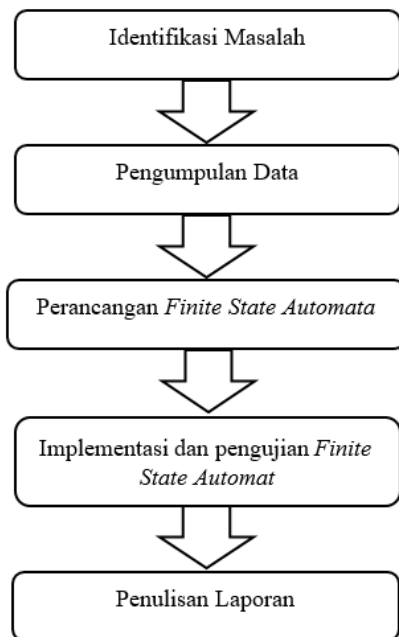 Identifikasi Masalah
Pengumpulan Data
Perancangan Finite State Automata
Implementasi dan pengujian Finite
State Automat
Penulisan Laporan